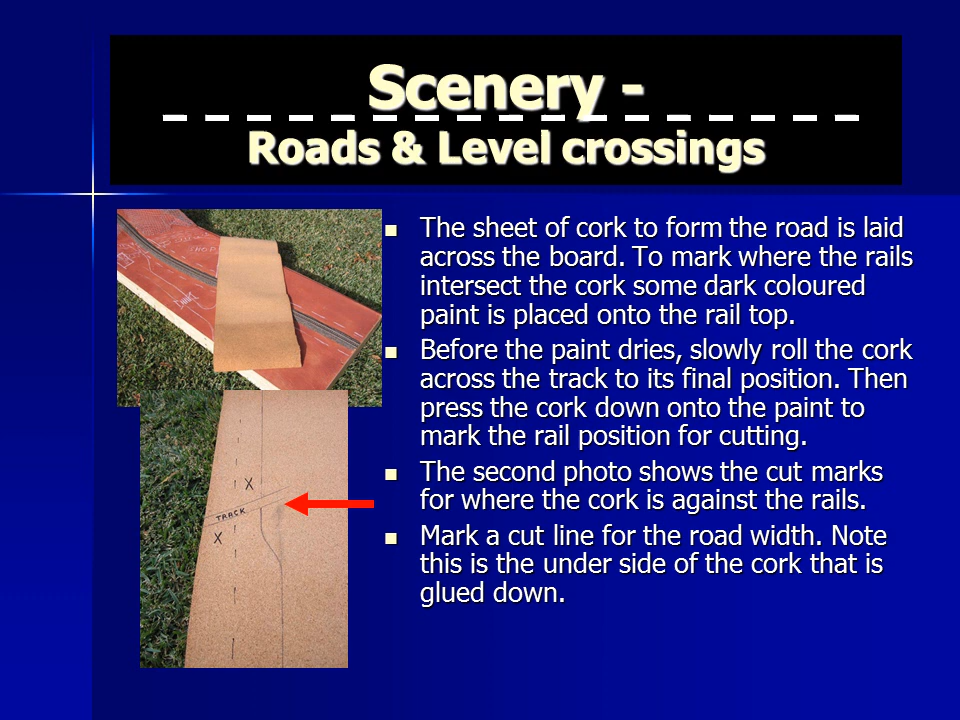 Scenery -
Roads & Level crossings
The sheet of cork to form the road is laid
across the board. To mark where the rails
intersect the cork some dark coloured
paint is placed onto the rail top.
Before the paint dries, slowly roll the cork
across the track to its final position. Then
press the cork down onto the paint to
mark the rail position for cutting.
The second photo shows the cut marks
for where the cork is against the rails.
Mark a cut line for the road width. Note
this is the under side of the cork that is
glued down.
X
TRACK
X